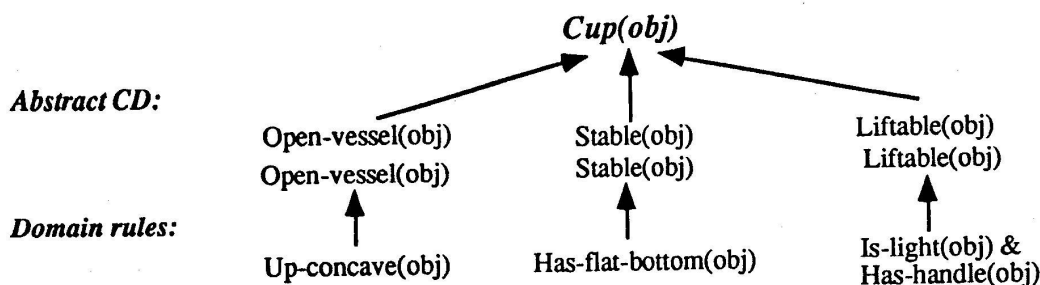 Cup(obj)
Abstract CD:
Open-vessel(obj) Stable(obj) Liftable(obj)
Open-vessel(obj) Stable(obj) Liftable(obj)
Domain rules:
Up-concave(obj) Has-flat-bottom(obj) Is-light(obj) &
Has-handle(obj)